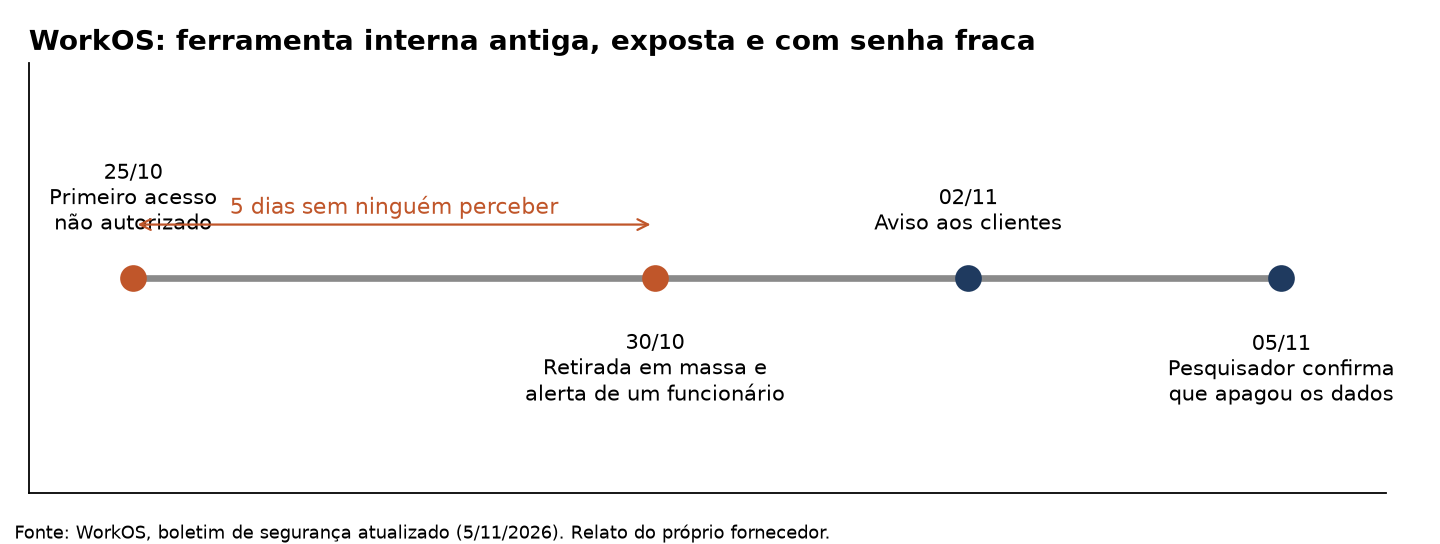 WorkOS: ferramenta interna antiga, exposta e com senha fraca
25/10
Primeiro acesso
não autorizado
5 dias sem ninguém perceber
02/11
Aviso aos clientes
30/10
Retirada em massa e
alerta de um funcionário
05/11
Pesquisador confirma
que apagou os dados
Fonte: WorkOS, boletim de segurança atualizado (5/11/2026). Relato do próprio fornecedor.